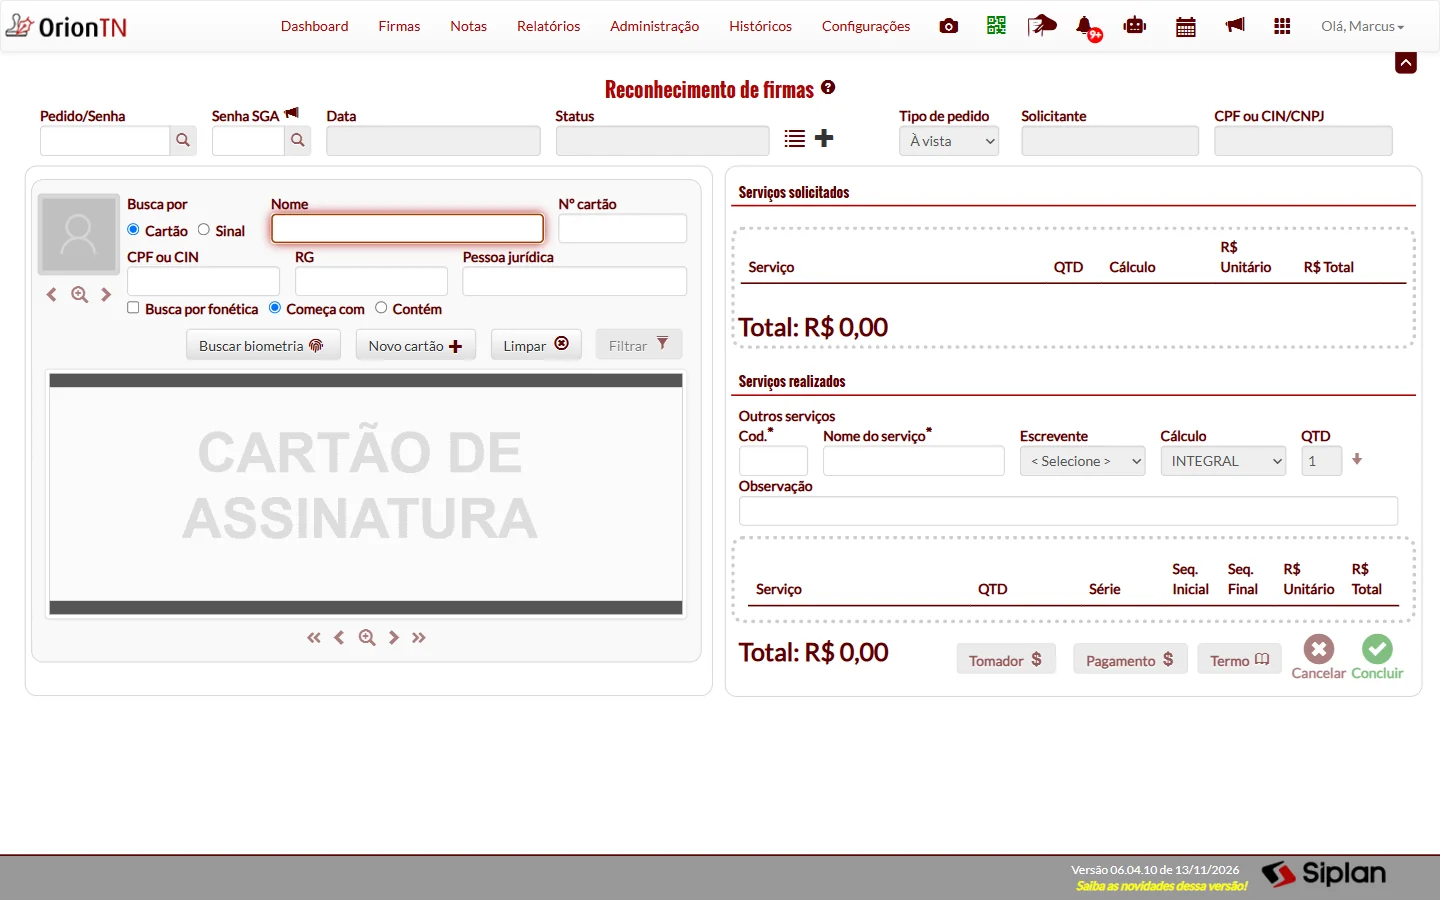 OrionTN
Dashboard Firmas Notas Relatórios Administração Históricos Configurações 9+ Olá, Marcus
Reconhecimento de firmas ?
Pedido/Senha Senha SGA Data Status Tipo de pedido Solicitante CPF ou CIN/CNPJ
À vista
Busca por Nome Nº cartão
Cartão Sinal
CPF ou CIN RG Pessoa jurídica
Busca por fonética Começa com Contém
Buscar biometria Novo cartão Limpar Filtrar
CARTÃO DE
ASSINATURA
Serviços solicitados
R$
Serviço QTD Cálculo Unitário R$ Total
Total: R$ 0,00
Serviços realizados
Outros serviços
Cod.* Nome do serviço* Escrevente Cálculo QTD
< Selecione > INTEGRAL 1
Observação
Seq. Seq. R$ R$
Serviço QTD Série Inicial Final Unitário Total
Total: R$ 0,00 Tomador $ Pagamento $ Termo Cancelar Concluir
Versão 06.04.10 de 13/11/2026
Saiba as novidades dessa versão!
Siplan